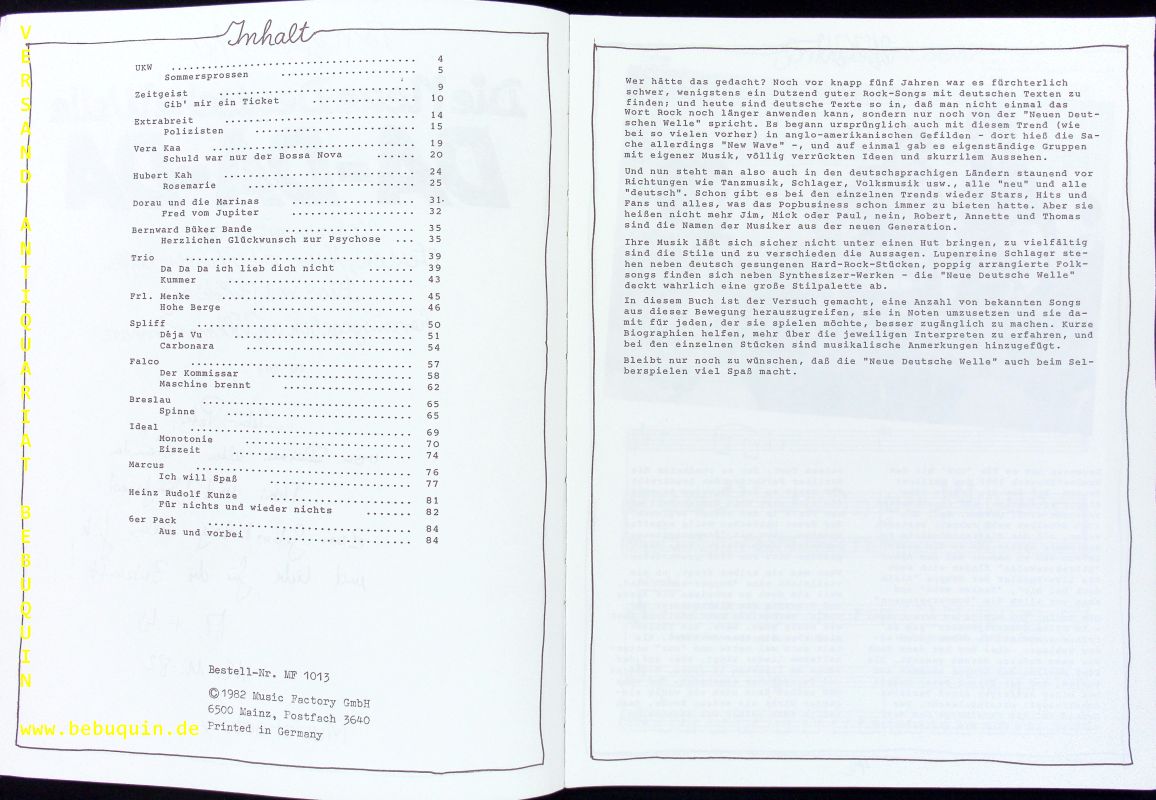 Inhalt
UKW .................................... 4
Sommersprossen .................... 5
Zeitgeist ............................. 9
Gib' mir ein Ticket ............... 10
Extrabreit ............................ 14
Polizisten ........................ 15
Vera Kaa .............................. 19
Schuld war nur der Bossa Nova ...... 20
Hubert Kah ............................ 24
Rosemarie ......................... 25
Dorau und die Marinas ................. 31
Fred vom Jupiter .................. 32
Bernward Büker Bande .................. 35
Herzlichen Glückwunsch zur Psychose ... 35
Trio .................................. 39
Da Da Da ich lieb dich nicht ....... 39
Kummer ............................ 43
Frl. Henke ............................ 45
Hohe Berge ........................ 46
Spliff ................................ 50
Déja Vu ........................... 51
Carbonara ......................... 54
Falco ................................. 57
Der Kommissar ..................... 58
Maschine brennt ................... 62
Breslau ............................... 65
Spinne ............................ 65
Ideal ................................. 69
Monotonie ......................... 70
Eiszeit ........................... 74
Marcus ................................ 76
Ich will Spaß ..................... 77
Heinz Rudolf Kunze .................... 81
Für nichts und wieder nichts ....... 82
6er Pack .............................. 84
Aus und vorbei .................... 84
Bestell-Nr. MF 1013
©1982 Music Factory GmbH
6500 Mainz, Postfach 3640
Printed in Germany
VERSAND ANTIQUARIAT BEBUQUIN
www.bebuquin.de
Wer hätte das gedacht? Noch vor knapp fünf Jahren war es fürchterlich
schwer, wenigstens ein Dutzend guter Rock-Songs mit deutschen Texten zu
finden; und heute sind deutsche Texte so in, daß man nicht einmal das
Wort Rock noch länger anwenden kann, sondern nur noch von der "Neuen Deut-
schen Welle" spricht. Es begann ursprünglich auch mit diesem Trend (wie
bei so vielen vorher) in anglo-amerikanischen Gefilden - dort hieß die Sa-
che allerdings "New Wave" -, und auf einmal gab es eigenständige Gruppen
mit eigener Musik, völlig verrückten Ideen und skurrilem Aussehen.
Und nun steht man also auch in den deutschsprachigen Ländern staunend vor
Richtungen wie Tanzmusik, Schlager, Volksmusik usw., alle "neu" und alle
"deutsch". Schon gibt es bei den einzelnen Trends wieder Stars, Hits und
Fans und alles, was das Popbusiness schon immer zu bieten hatte. Aber sie
heißen nicht mehr Jim, Mick oder Paul, nein, Robert, Annette und Thomas
sind die Namen der Musiker aus der neuen Generation.
Ihre Musik läßt sich sicher nicht unter einen Hut bringen, zu vielfältig
sind die Stile und zu verschieden die Aussagen. Lupenreine Schlager ste-
hen neben deutsch gesungenen Hard-Rock-Stücken, poppig arrangierte Folk-
songs finden sich neben Synthesizer-Werken - die "Neue Deutsche Welle"
deckt wahrlich eine große Stilpalette ab.
In diesem Buch ist der Versuch gemacht, eine Anzahl von bekannten Songs
aus dieser Bewegung herauszugreifen, sie in Noten umzusetzen und sie da-
mit für jeden, der sie spielen möchte, besser zugänglich zu machen. Kurze
Biographien helfen, mehr über die jeweiligen Interpreten zu erfahren, und
bei den einzelnen Stücken sind musikalische Anmerkungen hinzugefügt.
Bleibt nur noch zu wünschen, daß die "Neue Deutsche Welle" auch beim Sel-
berspielen viel Spaß macht.